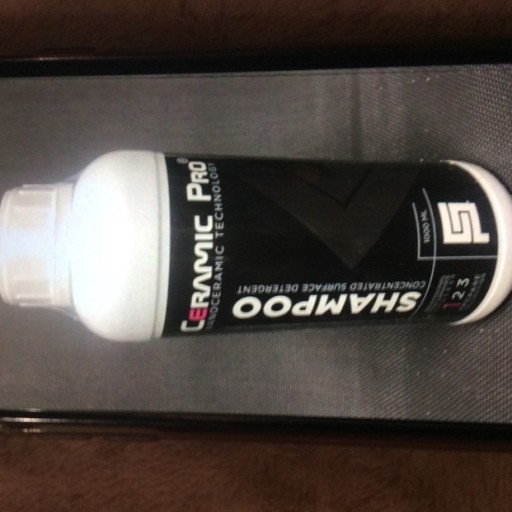 CERAMIC PRO®
NANOCERAMIC TECHNOLOGY
SHAMPOO
CONCENTRATED SURFACE DETERGENT
1 2 3
1000 ML